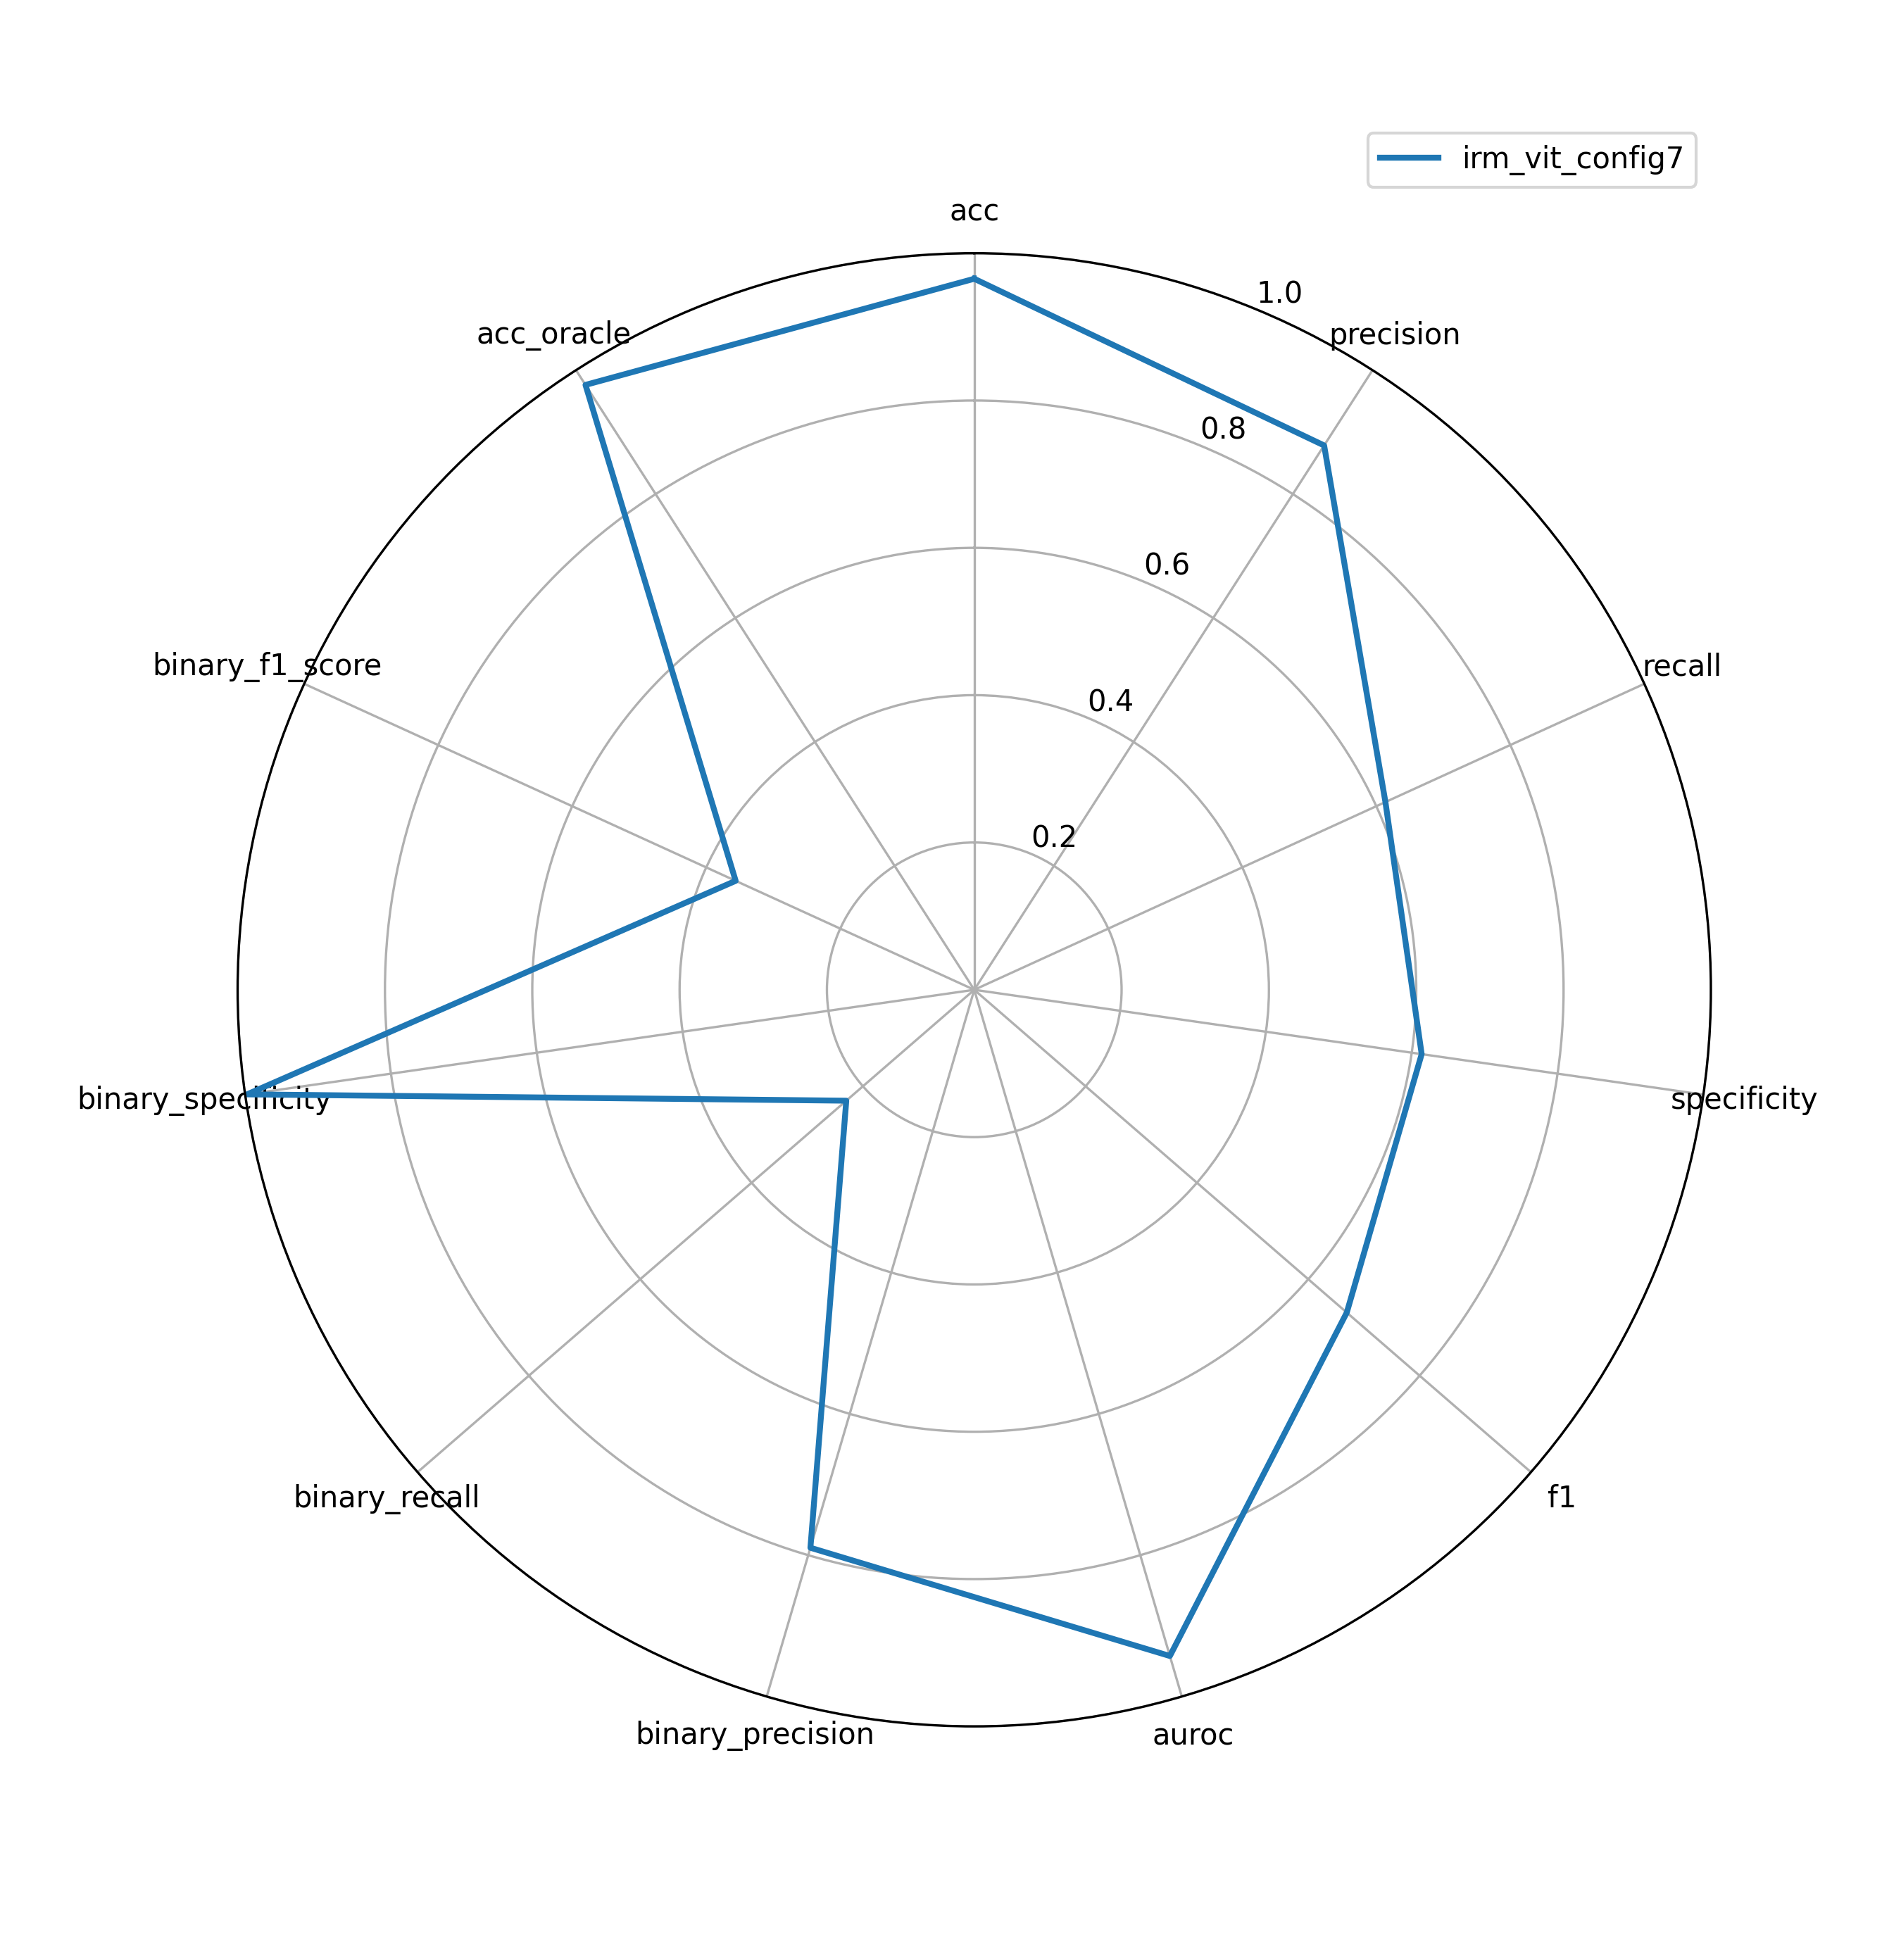 irm_vit_config7
acc
1.0
acc_oracle
precision
0.8
0.6
binary_f1_score
recall
0.4
0.2
binary_specificity
specificity
binary_recall
f1
binary_precision
auroc